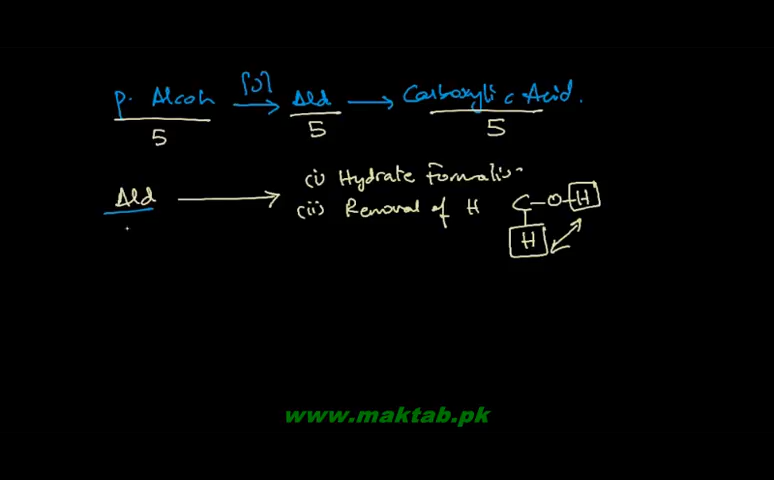 P. Alcoh [O] Ald Carboxylic Acid.
5 5 5
Ald (i) Hydrate Formation
(ii) Removal of H C-O-H
H
www.maktab.pk